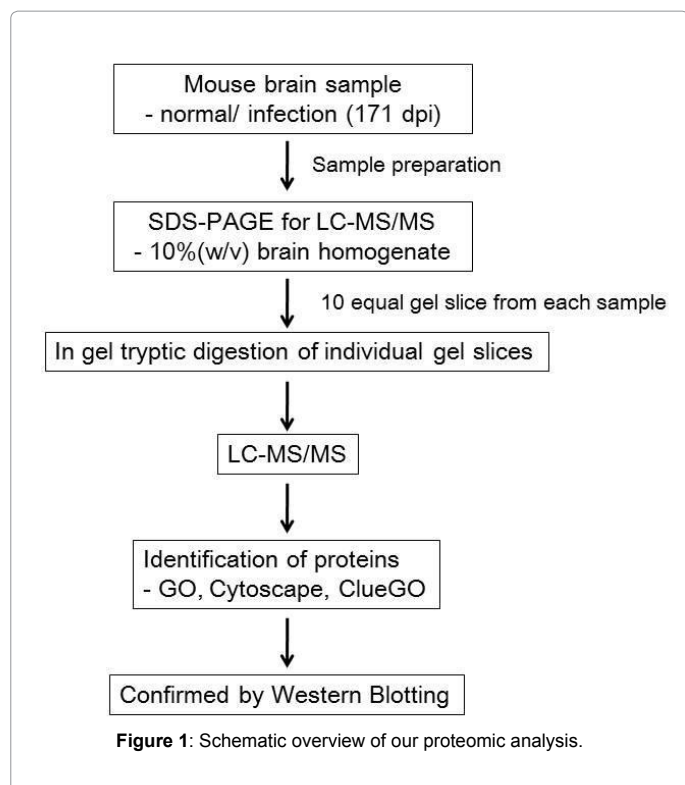 Mouse brain sample
- normal/ infection (171 dpi)
Sample preparation
SDS-PAGE for LC-MS/MS
- 10%(w/v) brain homogenate
10 equal gel slice from each sample
In gel tryptic digestion of individual gel slices
LC-MS/MS
Identification of proteins
- GO, Cytoscape, ClueGO
Confirmed by Western Blotting
Figure 1: Schematic overview of our proteomic analysis.